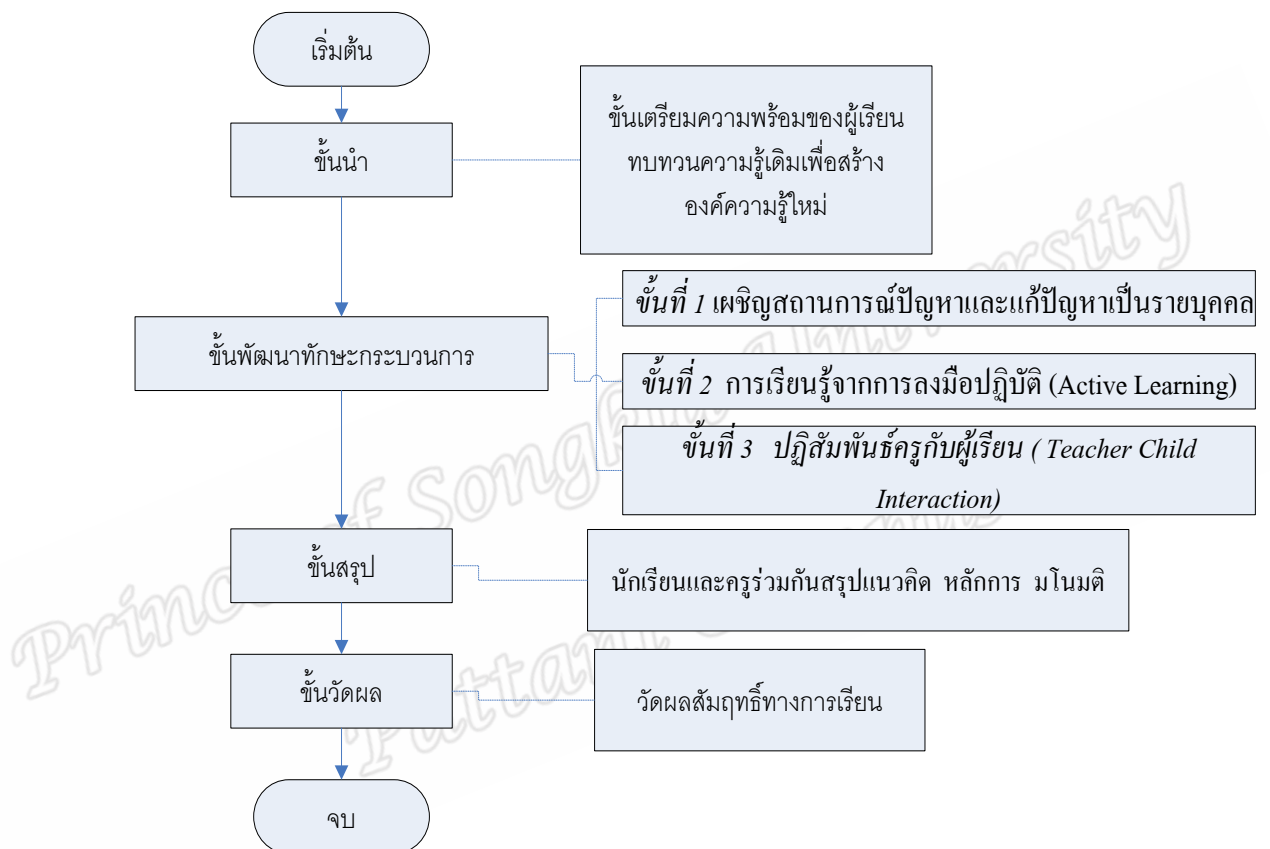 เริ่มต้น
ขั้นนำ
ขั้นเตรียมความพร้อมของผู้เรียน
ทบทวนความรู้เดิมเพื่อสร้าง
องค์ความรู้ใหม่
ขั้นพัฒนาทักษะกระบวนการ
ขั้นที่ 1 เผชิญสถานการณ์ปัญหาและแก้ปัญหาเป็นรายบุคคล
ขั้นที่ 2 การเรียนรู้จากการลงมือปฏิบัติ (Active Learning)
ขั้นที่ 3 ปฏิสัมพันธ์ครูกับผู้เรียน ( Teacher Child
Interaction)
ขั้นสรุป
นักเรียนและครูร่วมกันสรุปแนวคิด หลักการ มโนมติ
ขั้นวัดผล
วัดผลสัมฤทธิ์ทางการเรียน
จบ
Prince of Songkla University
Pattani Campus